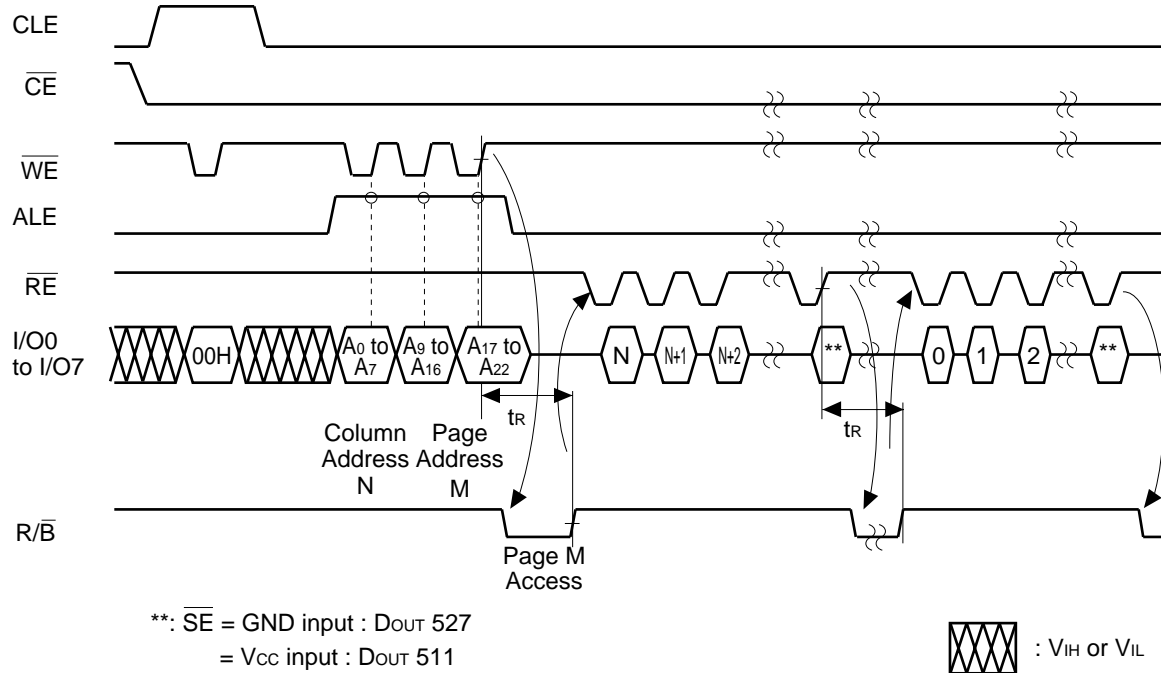 CLE
CE
WE
ALE
RE
I/O0
to I/O7
00H
A0 to
A7
A9 to
A16
A17 to
A22
N
N+1
N+2
**
0
1
2
**
tR
tR
Column
Address
N
Page
Address
M
R/B
Page M
Access
**: SE = GND input : DOUT 527
= VCC input : DOUT 511
: VIH or VIL